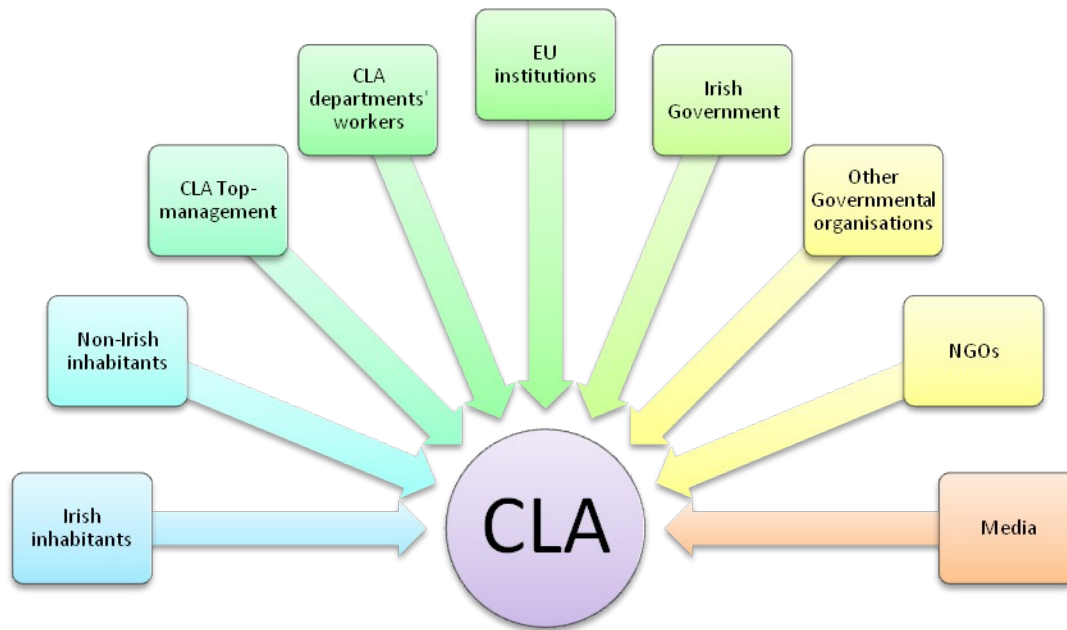 EU
institutions
CLA
departments'
workers
Irish
Government
CLA Top-
management
Other
Governmental
organisations
Non-Irish
inhabitants
NGOs
Irish
inhabitants
CLA
Media